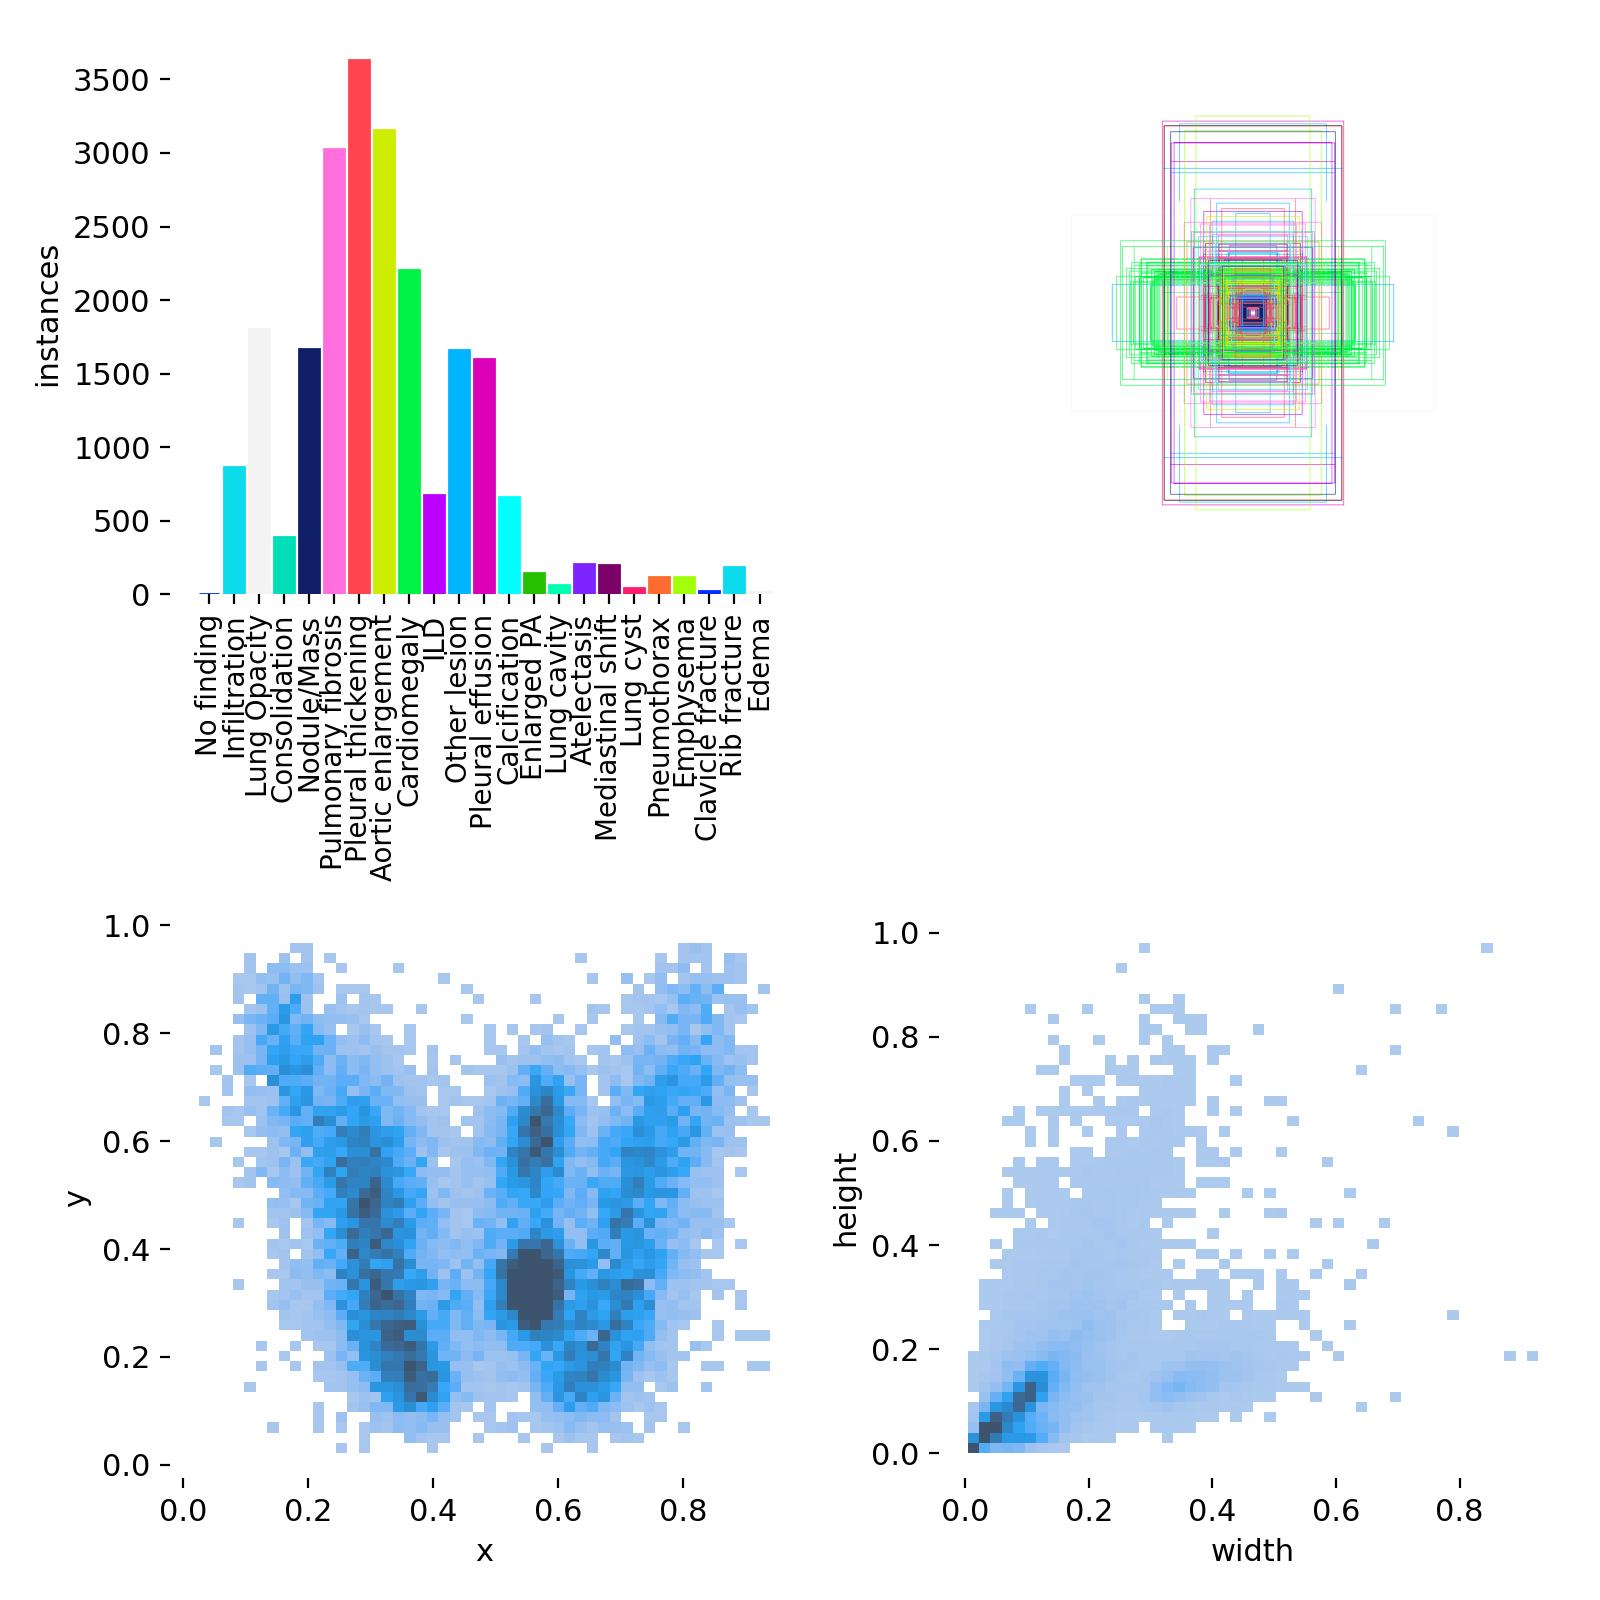 3500
3000
2500
2000
1500
1000
500
0
instances
No finding
Infiltration
Lung Opacity
Consolidation
Nodule/Mass
Pulmonary fibrosis
Pleural thickening
Aortic enlargement
Cardiomegaly
ILD
Other lesion
Pleural effusion
Calcification
Enlarged PA
Lung cavity
Atelectasis
Mediastinal shift
Lung cyst
Pneumothorax
Emphysema
Clavicle fracture
Rib fracture
Edema
1.0
0.8
0.6
0.4
0.2
0.0
y
0.0 0.2 0.4 0.6 0.8
x
1.0
0.8
0.6
0.4
0.2
0.0
height
0.0 0.2 0.4 0.6 0.8
width